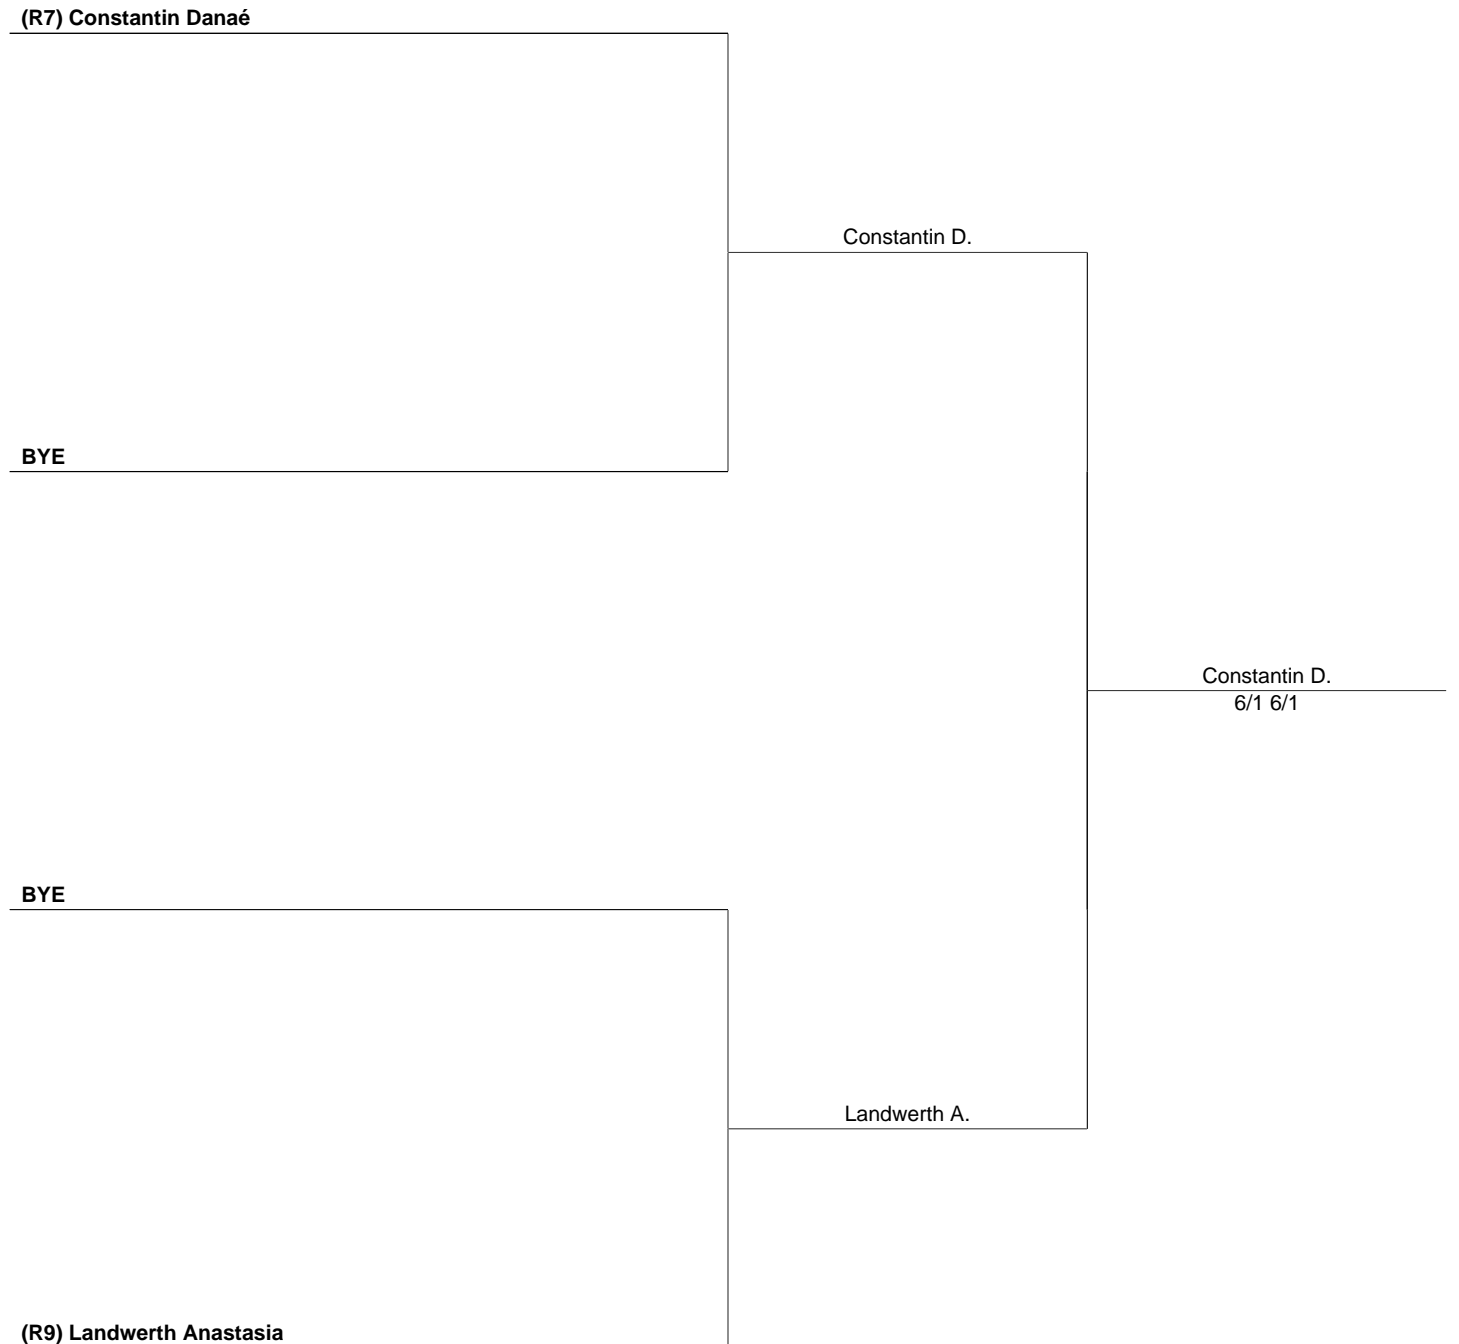 (R7) Constantin Danaé
Constantin D.
BYE
Constantin D.
6/1 6/1
BYE
Landwerth A.
(R9) Landwerth Anastasia